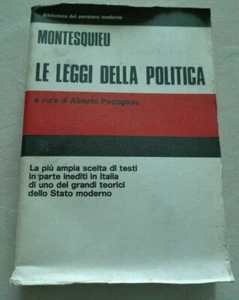 Biblioteca del pensiero moderno
MONTESQUIEU
LE LEGGI DELLA POLITICA
a cura di Alberto Postigliola
La più ampia scelta di testi
in parte inediti in Italia
di uno dei grandi teorici
dello Stato moderno